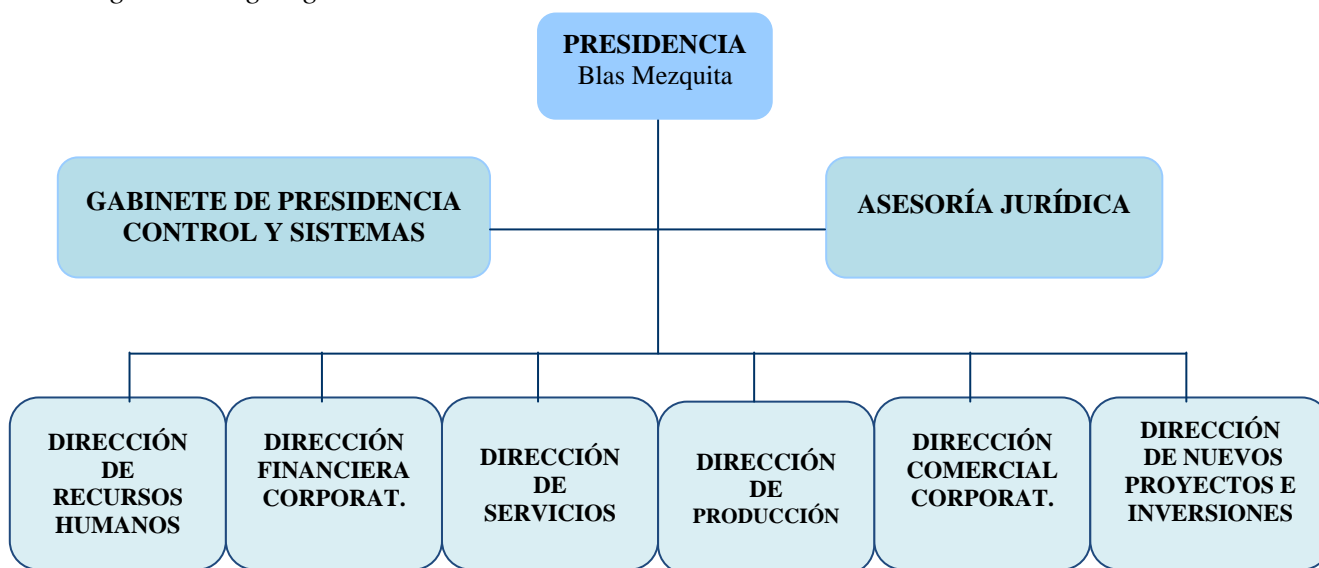 PRESIDENCIA
Blas Mezquita
GABINETE DE PRESIDENCIA
CONTROL Y SISTEMAS
ASESORÍA JURÍDICA
DIRECCIÓN
DE
RECURSOS
HUMANOS
DIRECCIÓN
FINANCIERA
CORPORAT.
DIRECCIÓN
DE
SERVICIOS
DIRECCIÓN
DE
PRODUCCIÓN
DIRECCIÓN
COMERCIAL
CORPORAT.
DIRECCIÓN
DE NUEVOS
PROYECTOS E
INVERSIONES